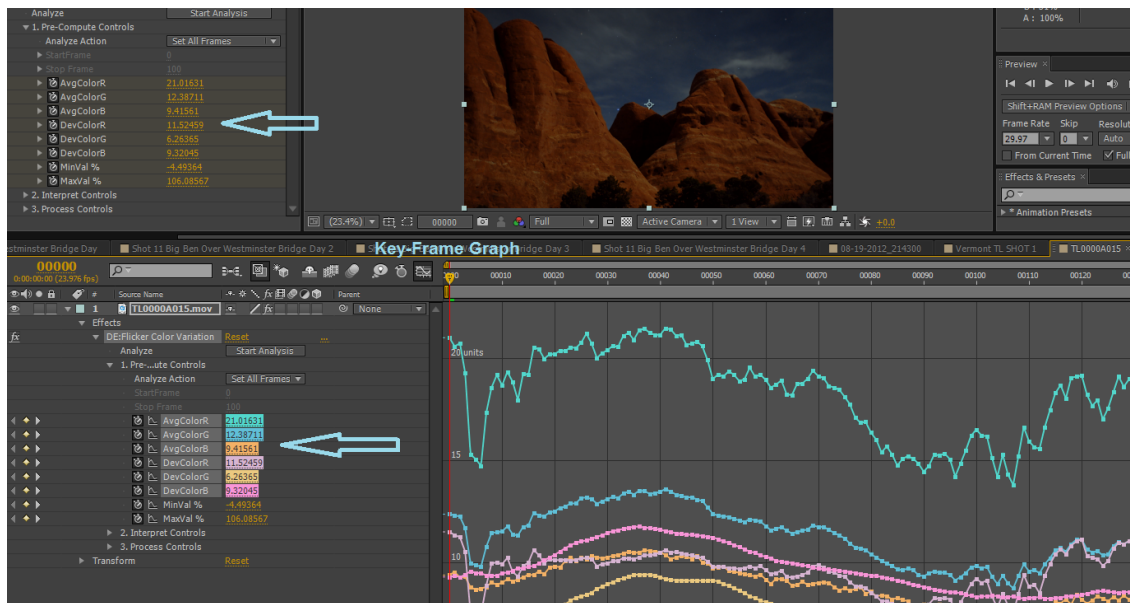 Analyze Start Analysis
1. Pre-Compute Controls
Analyze Action Set All Frames
StartFrame 0
Stop Frame 100
AvgColorR 21.01631
AvgColorG 12.38711
AvgColorB 9.41561
DevColorR 11.52459
DevColorG 6.26365
DevColorB 9.32045
MinVal % -4.49364
MaxVal % 106.08567
2. Interpret Controls
3. Process Controls
(23.4%) 00000 Full Active Camera 1 View +0.0
A : 100%
Preview
Shift+RAM Preview Options
Frame Rate Skip
29.97 0 Auto
From Current Time
Effects & Presets
* Animation Presets
Bridge Day Shot 11 Big Ben Over Westminster Bridge Day 2 Key-Frame Graph Day 3 Shot 11 Big Ben Over Westminster Bridge Day 4 08-19-2012_214300 Vermont TL SHOT 1 TL0000A015
00000
0:00:00:00 (23.976 fps)
00010 00020 00030 00040 00050 00060 00070 00080 00090 00100 00110 00120
# Source Name Parent
1 TL0000A015.mov None
Effects
fx DE:Flicker Color Variation Reset ...
Analyze Start Analysis
1. Pre-...ute Controls
Analyze Action Set All Frames
StartFrame 0
Stop Frame 100
AvgColorR 21.01631
AvgColorG 12.38711
AvgColorB 9.41561
DevColorR 11.52459
DevColorG 6.26365
DevColorB 9.32045
MinVal % -4.49364
MaxVal % 106.08567
2. Interpret Controls
3. Process Controls
Transform Reset
20 units
15
10